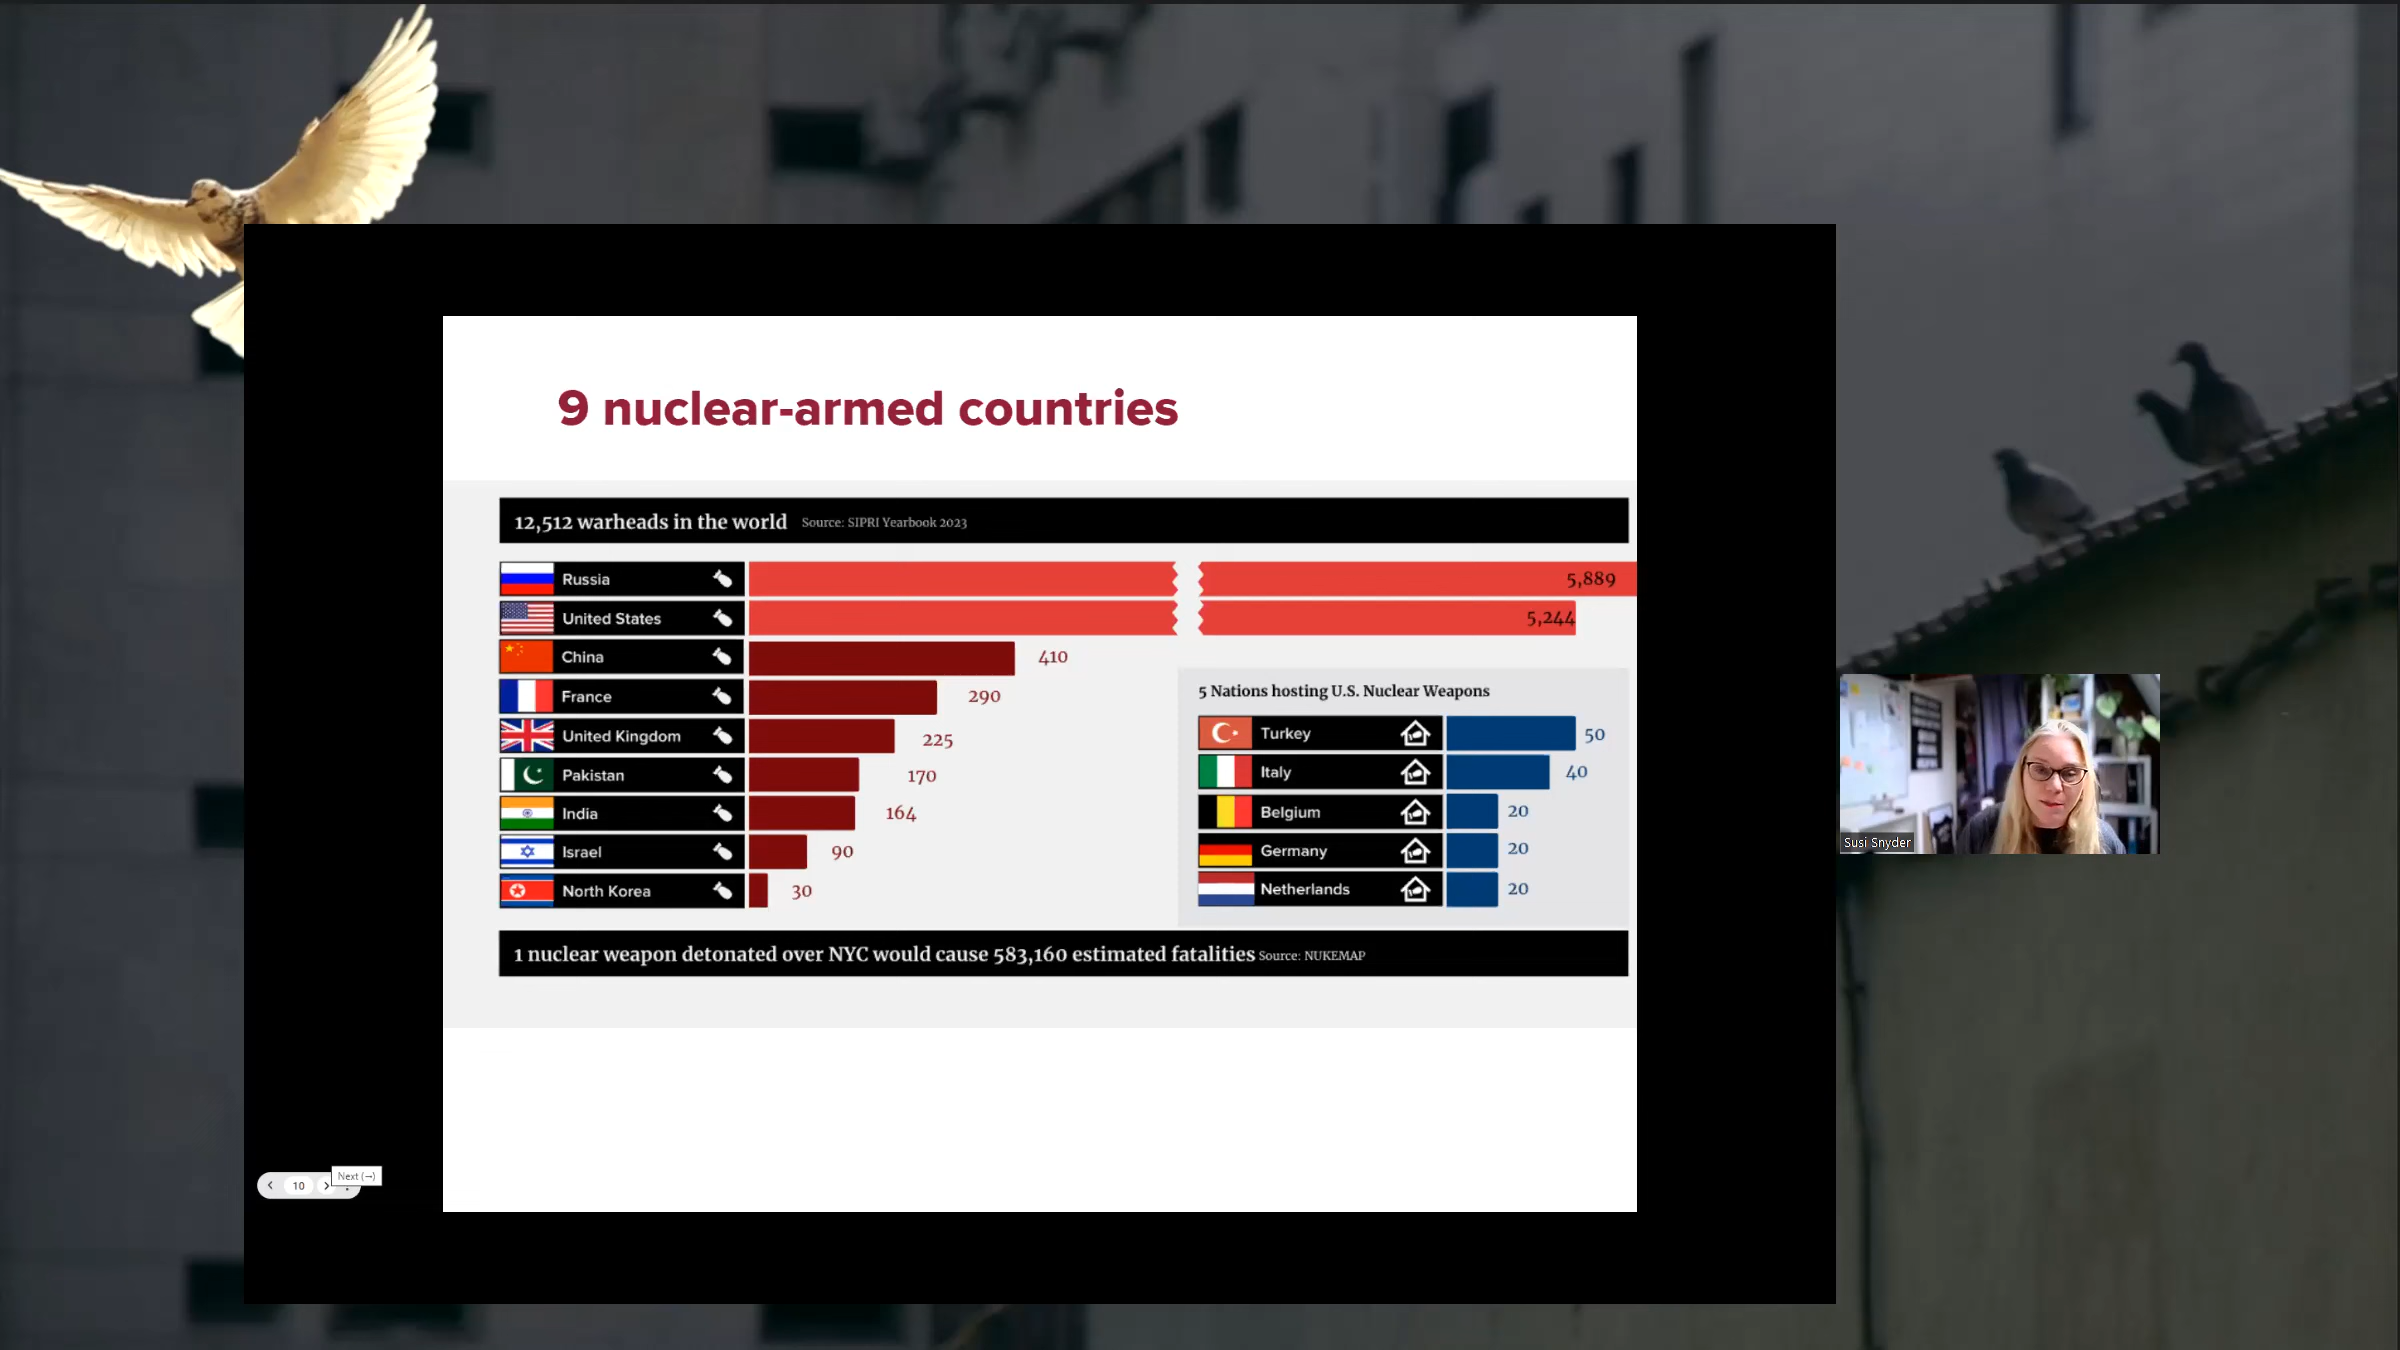 9 nuclear-armed countries
12,512 warheads in the world Source: SIPRI Yearbook 2023
Russia 5,889
United States 5,244
China 410
France 290
United Kingdom 225
Pakistan 170
India 164
Israel 90
North Korea 30
5 Nations hosting U.S. Nuclear Weapons
Turkey 50
Italy 40
Belgium 20
Germany 20
Netherlands 20
1 nuclear weapon detonated over NYC would cause 583,160 estimated fatalities Source: NUKEMAP
Susi Snyder
Next (→)
10